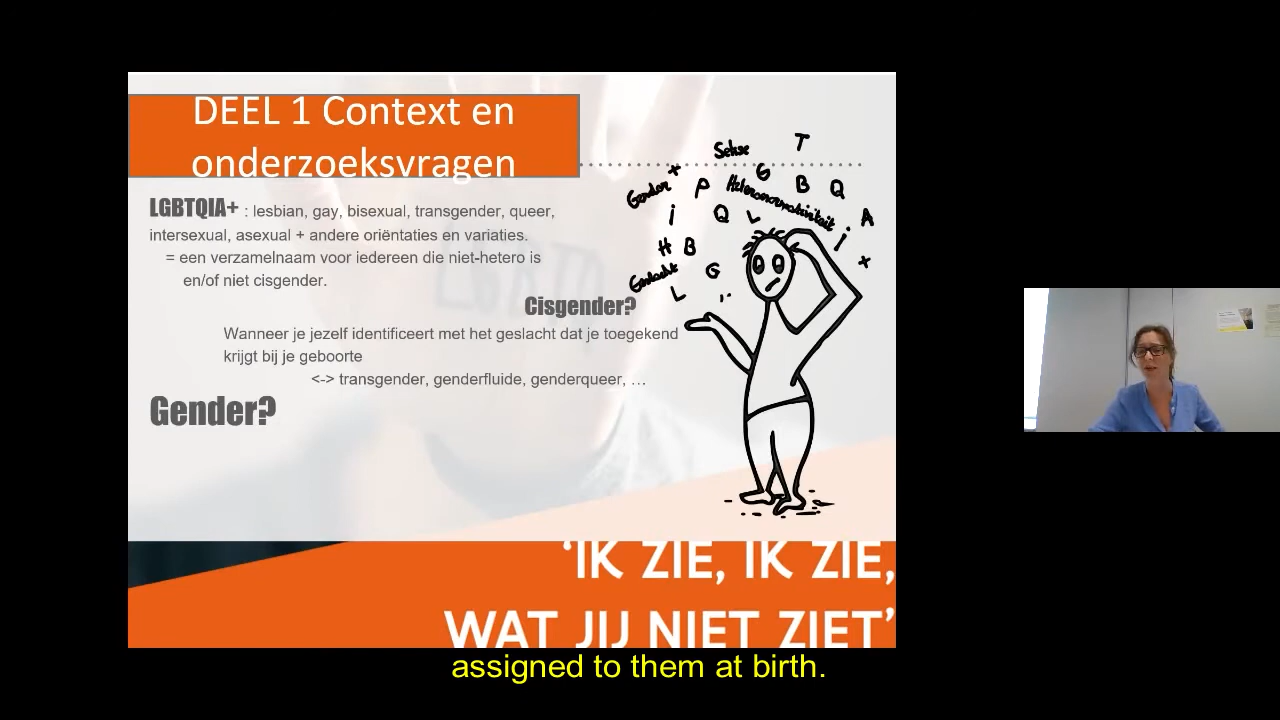 DEEL 1 Context en
onderzoeksvragen
LGBTQIA+ : lesbian, gay, bisexual, transgender, queer,
intersexual, asexual + andere oriëntaties en variaties.
= een verzamelnaam voor iedereen die niet-hetero is
en/of niet cisgender.
Cisgender?
Wanneer je jezelf identificeert met het geslacht dat je toegekend
krijgt bij je geboorte
<-> transgender, genderfluide, genderqueer, …
Gender?
Sekse T
+ G
Gender P Heteronormativiteit B Q
i Q L A
H B i
+
Geslacht G
L
'IK ZIE, IK ZIE,
WAT JIJ NIET ZIET'
assigned to them at birth.